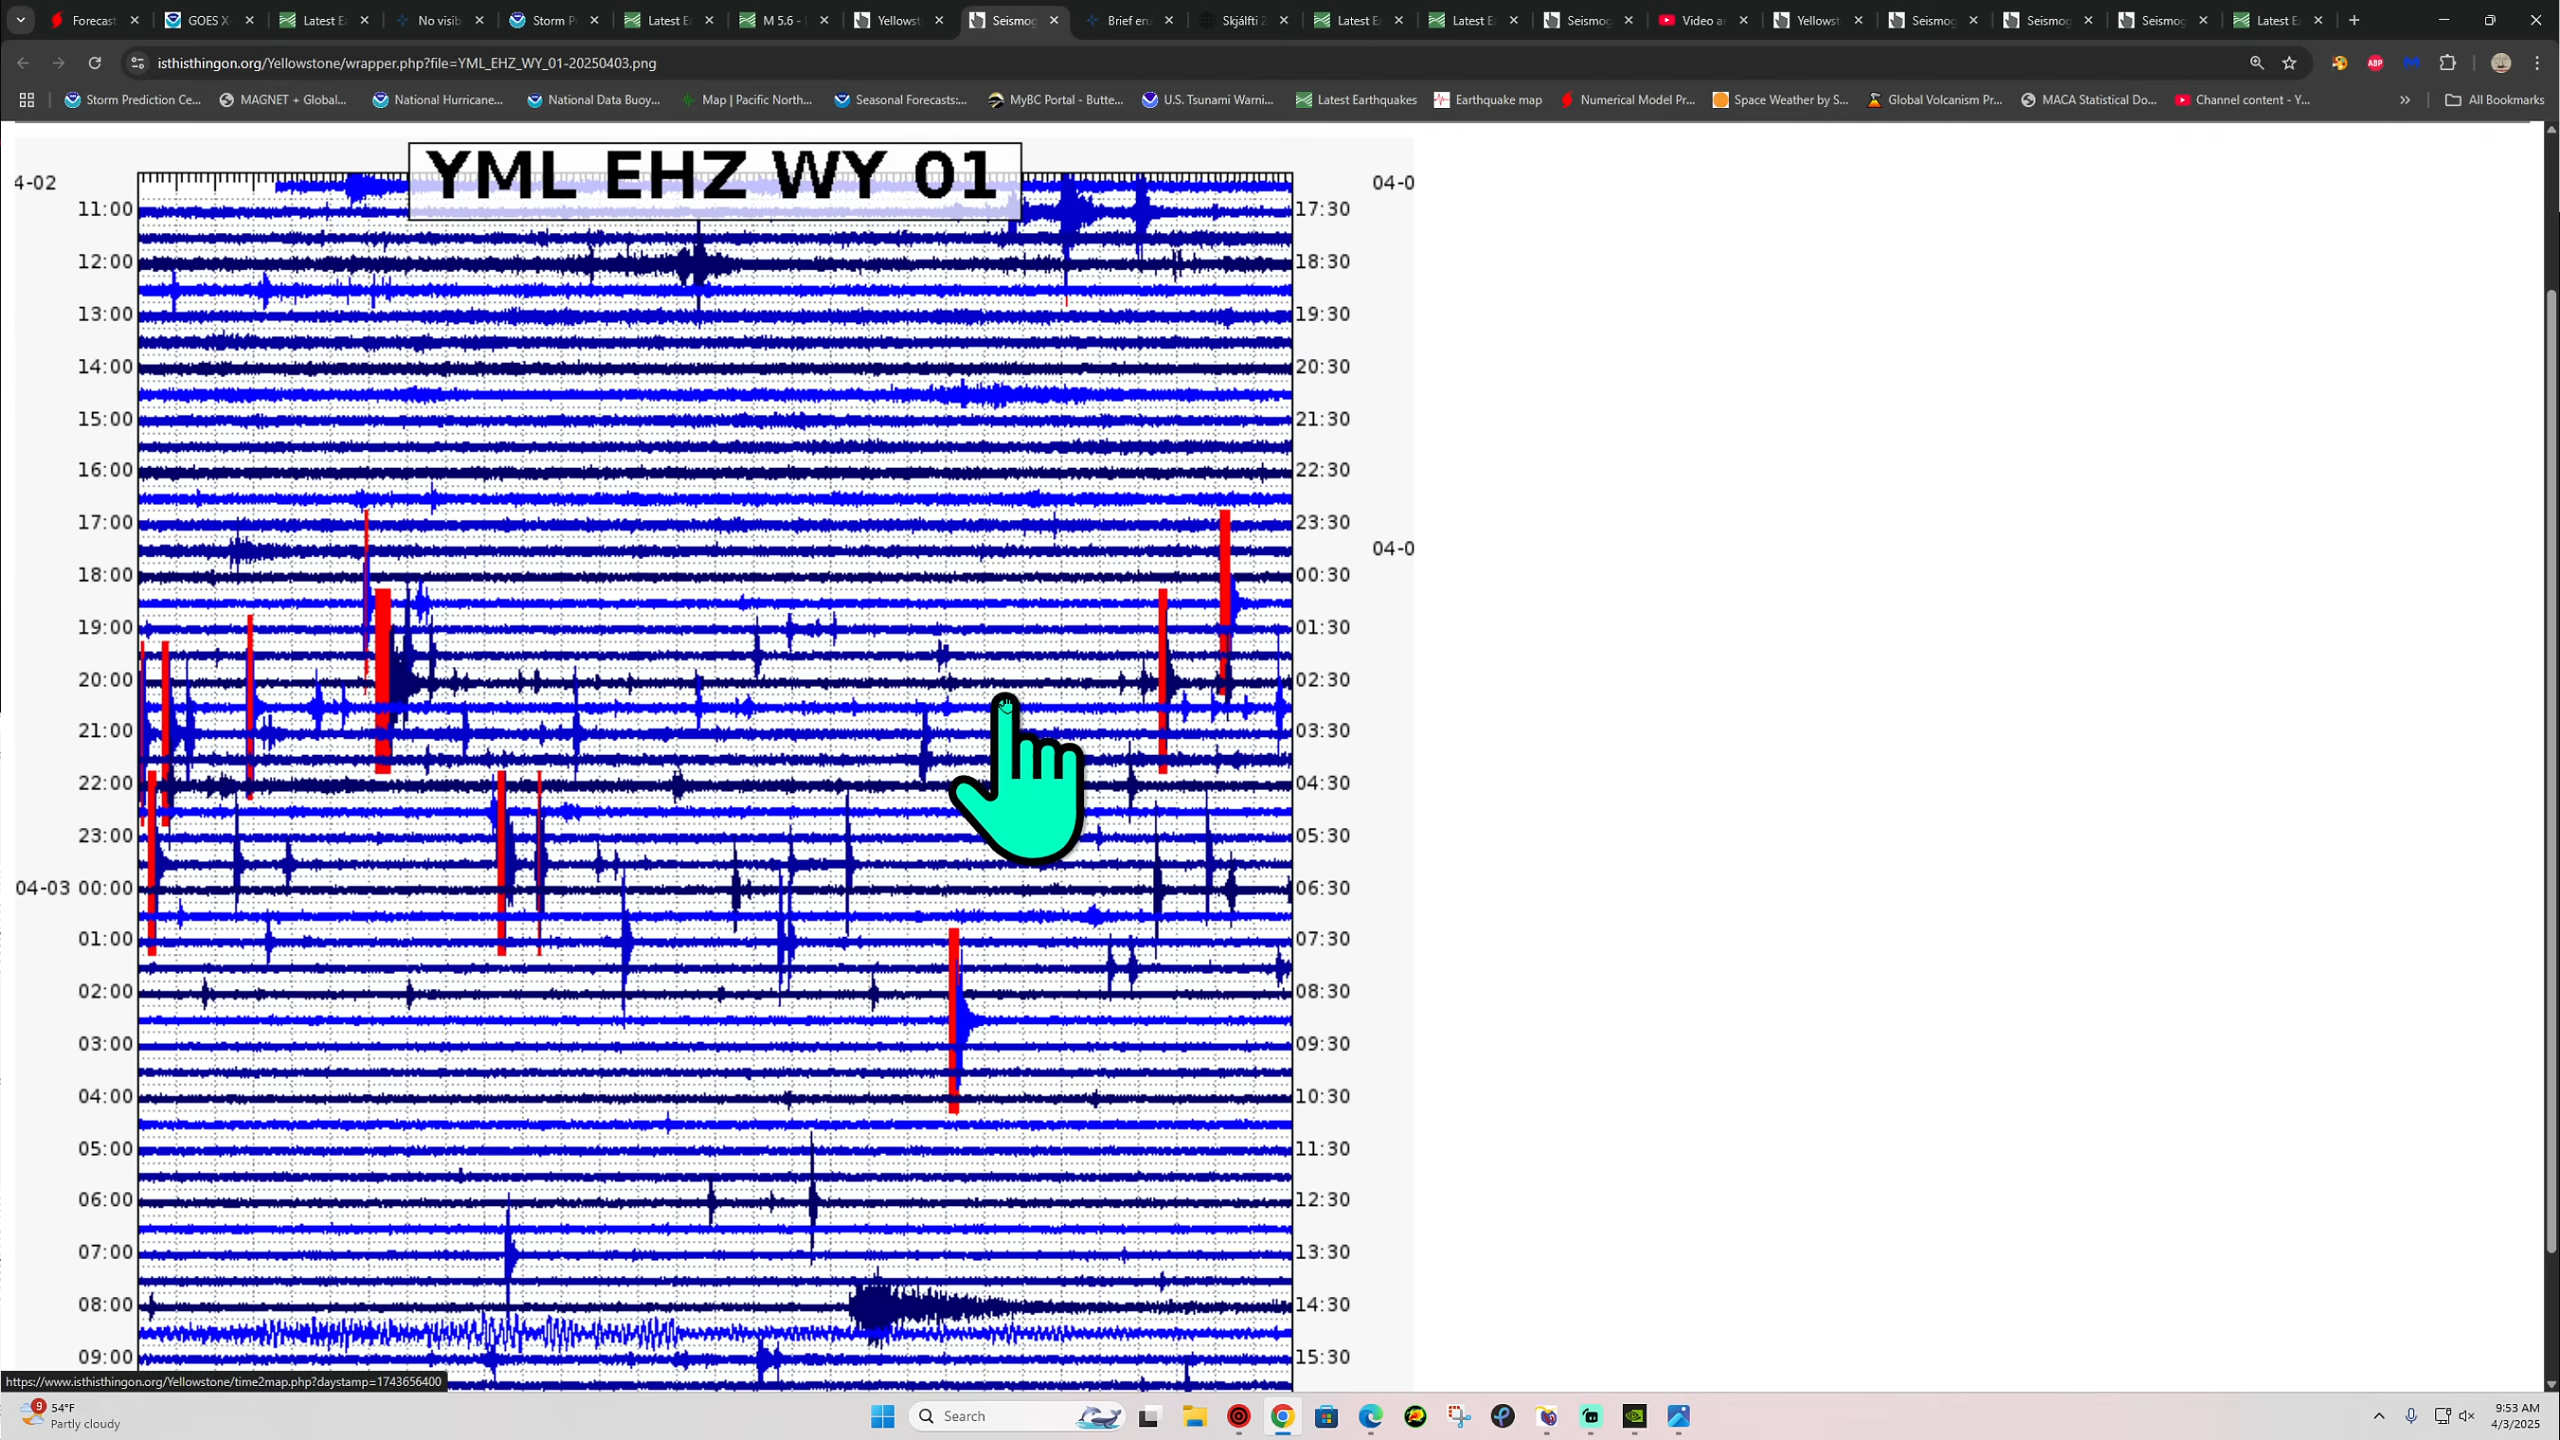 Forecast
GOES X-
Latest Ea
No visib
Storm P
Latest Ea
M 5.6 -
Yellowst
Seismog
Brief eru
Skjálfti 2
Latest Ea
Latest Ea
Seismog
Video an
Yellowst
Seismog
Seismog
Seismog
Latest Ea
isthisthingon.org/Yellowstone/wrapper.php?file=YML_EHZ_WY_01-20250403.png
ABP
Storm Prediction Ce...
MAGNET + Global...
National Hurricane...
National Data Buoy...
Map | Pacific North...
Seasonal Forecasts:...
MyBC Portal - Butte...
U.S. Tsunami Warni...
Latest Earthquakes
Earthquake map
Numerical Model Pr...
Space Weather by S...
Global Volcanism Pr...
MACA Statistical Do...
Channel content - Y...
All Bookmarks
YML EHZ WY 01
4-02 04-0
11:00 17:30
12:00 18:30
13:00 19:30
14:00 20:30
15:00 21:30
16:00 22:30
17:00 23:30
04-0
18:00 00:30
19:00 01:30
20:00 02:30
21:00 03:30
22:00 04:30
23:00 05:30
04-03 00:00 06:30
01:00 07:30
02:00 08:30
03:00 09:30
04:00 10:30
05:00 11:30
06:00 12:30
07:00 13:30
08:00 14:30
09:00 15:30
https://www.isthisthingon.org/Yellowstone/time2map.php?daystamp=1743656400
9
54°F
Partly cloudy
Search
9:53 AM
4/3/2025